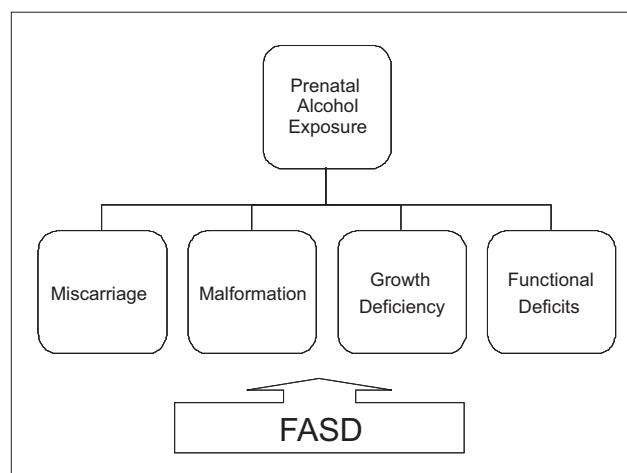 Prenatal
Alcohol
Exposure
Miscarriage
Malformation
Growth
Deficiency
Functional
Deficits
FASD